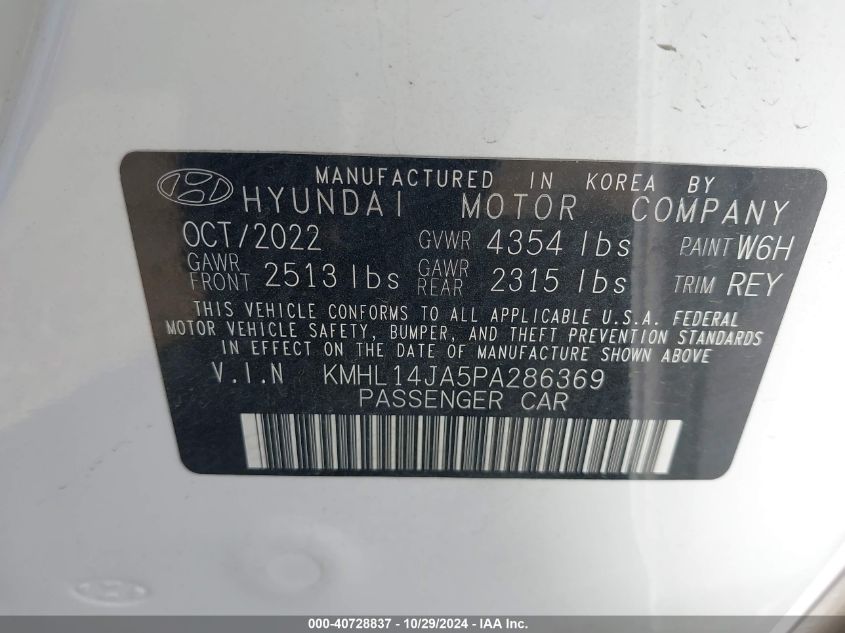 MANUFACTURED IN KOREA BY
HYUNDAI MOTOR COMPANY
OCT/2022 GVWR 4354 lbs PAINT W6H
GAWR FRONT 2513 lbs GAWR REAR 2315 lbs TRIM REY
THIS VEHICLE CONFORMS TO ALL APPLICABLE U.S.A. FEDERAL
MOTOR VEHICLE SAFETY, BUMPER, AND THEFT PREVENTION STANDARDS
IN EFFECT ON THE DATE OF MANUFACTURE SHOWN ABOVE
V.I.N KMHL14JA5PA286369
PASSENGER CAR
000-40728837 - 10/29/2024 - IAA Inc.